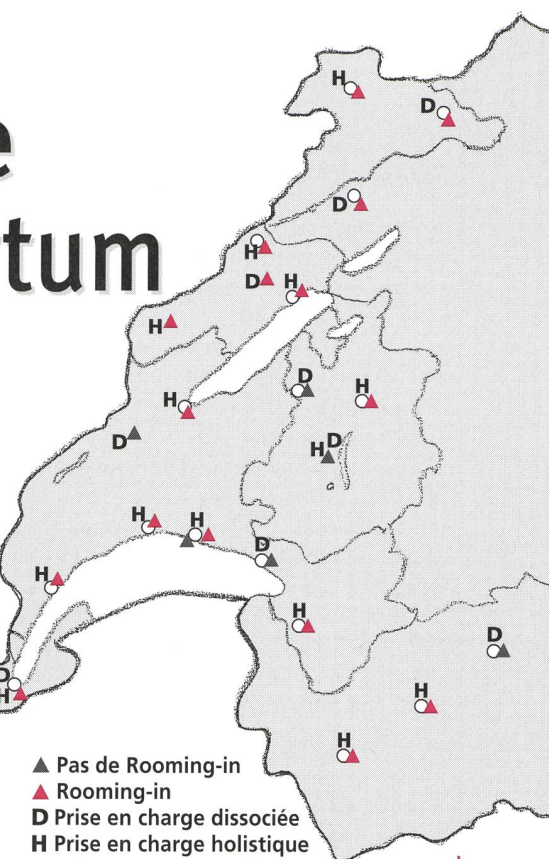 e
tum
H
D
D
H
D
H
H
D
H
H
D
H
D
H
H
D
H
H
D
D
H
H
H
Pas de Rooming-in
Rooming-in
D Prise en charge dissociée
H Prise en charge holistique